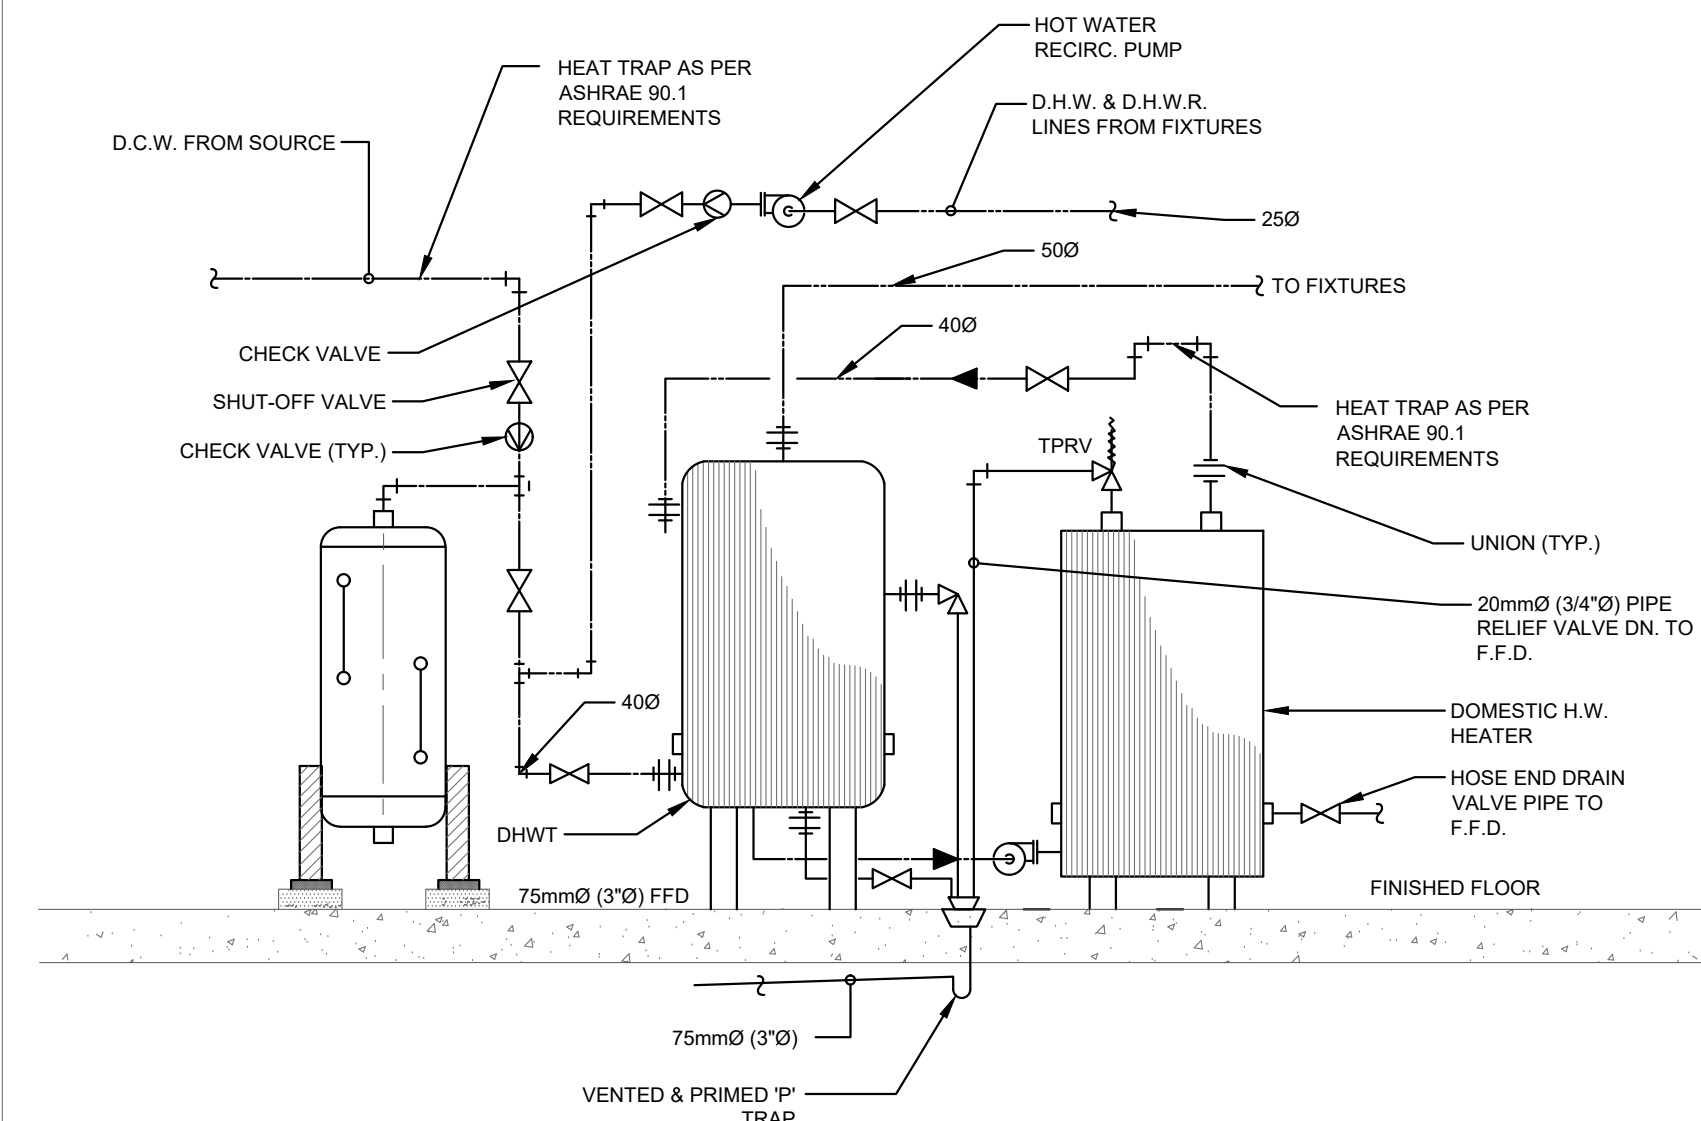 HOT WATER
RECIRC. PUMP
HEAT TRAP AS PER
ASHRAE 90.1
REQUIREMENTS
D.H.W. & D.H.W.R.
LINES FROM FIXTURES
D.C.W. FROM SOURCE
25Ø
50Ø
TO FIXTURES
40Ø
CHECK VALVE
SHUT-OFF VALVE
CHECK VALVE (TYP.)
HEAT TRAP AS PER
ASHRAE 90.1
REQUIREMENTS
TPRV
UNION (TYP.)
20mmØ (3/4"Ø) PIPE
RELIEF VALVE DN. TO
F.F.D.
40Ø
DOMESTIC H.W.
HEATER
HOSE END DRAIN
VALVE PIPE TO
F.F.D.
DHWT
75mmØ (3"Ø) FFD
FINISHED FLOOR
75mmØ (3"Ø)
VENTED & PRIMED 'P'
TRAP